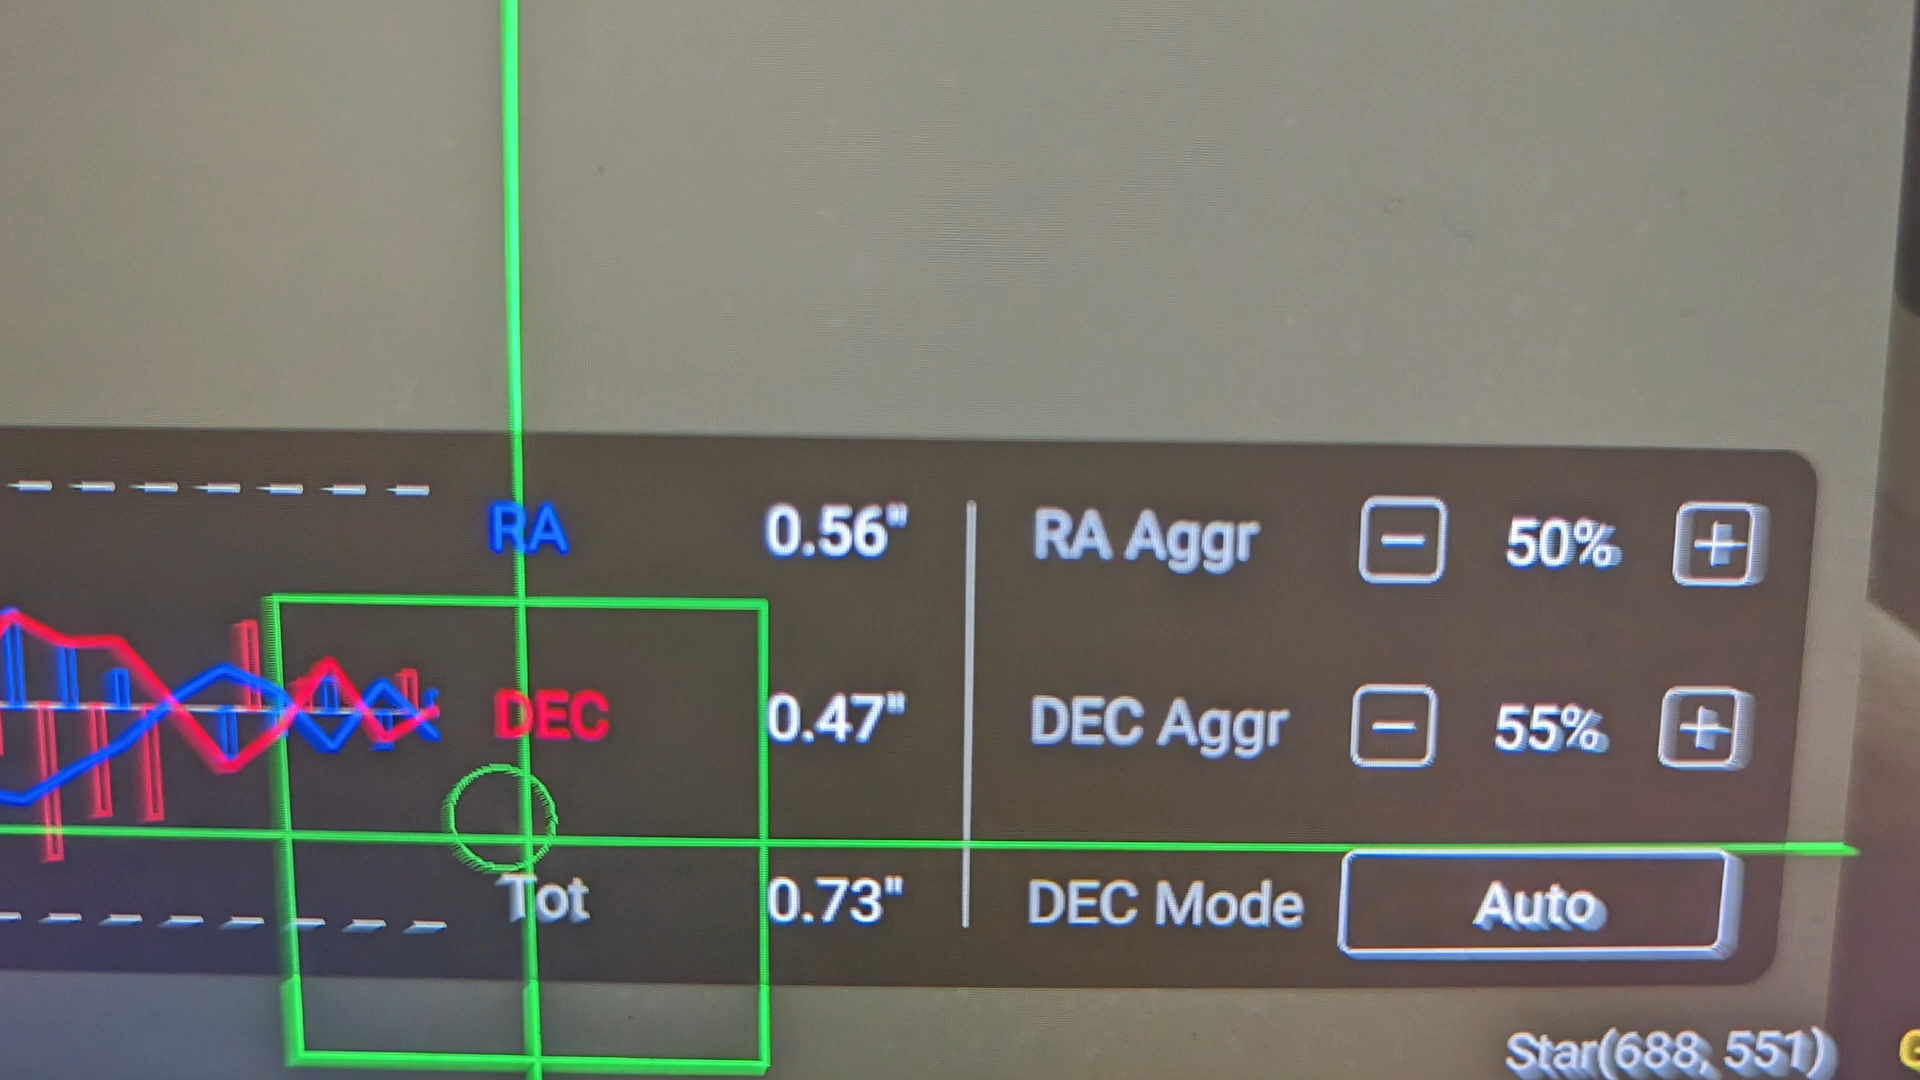 RA 0.56" RA Aggr 50%
DEC 0.47" DEC Aggr 55%
Tot 0.73" DEC Mode Auto
Star(688, 551)